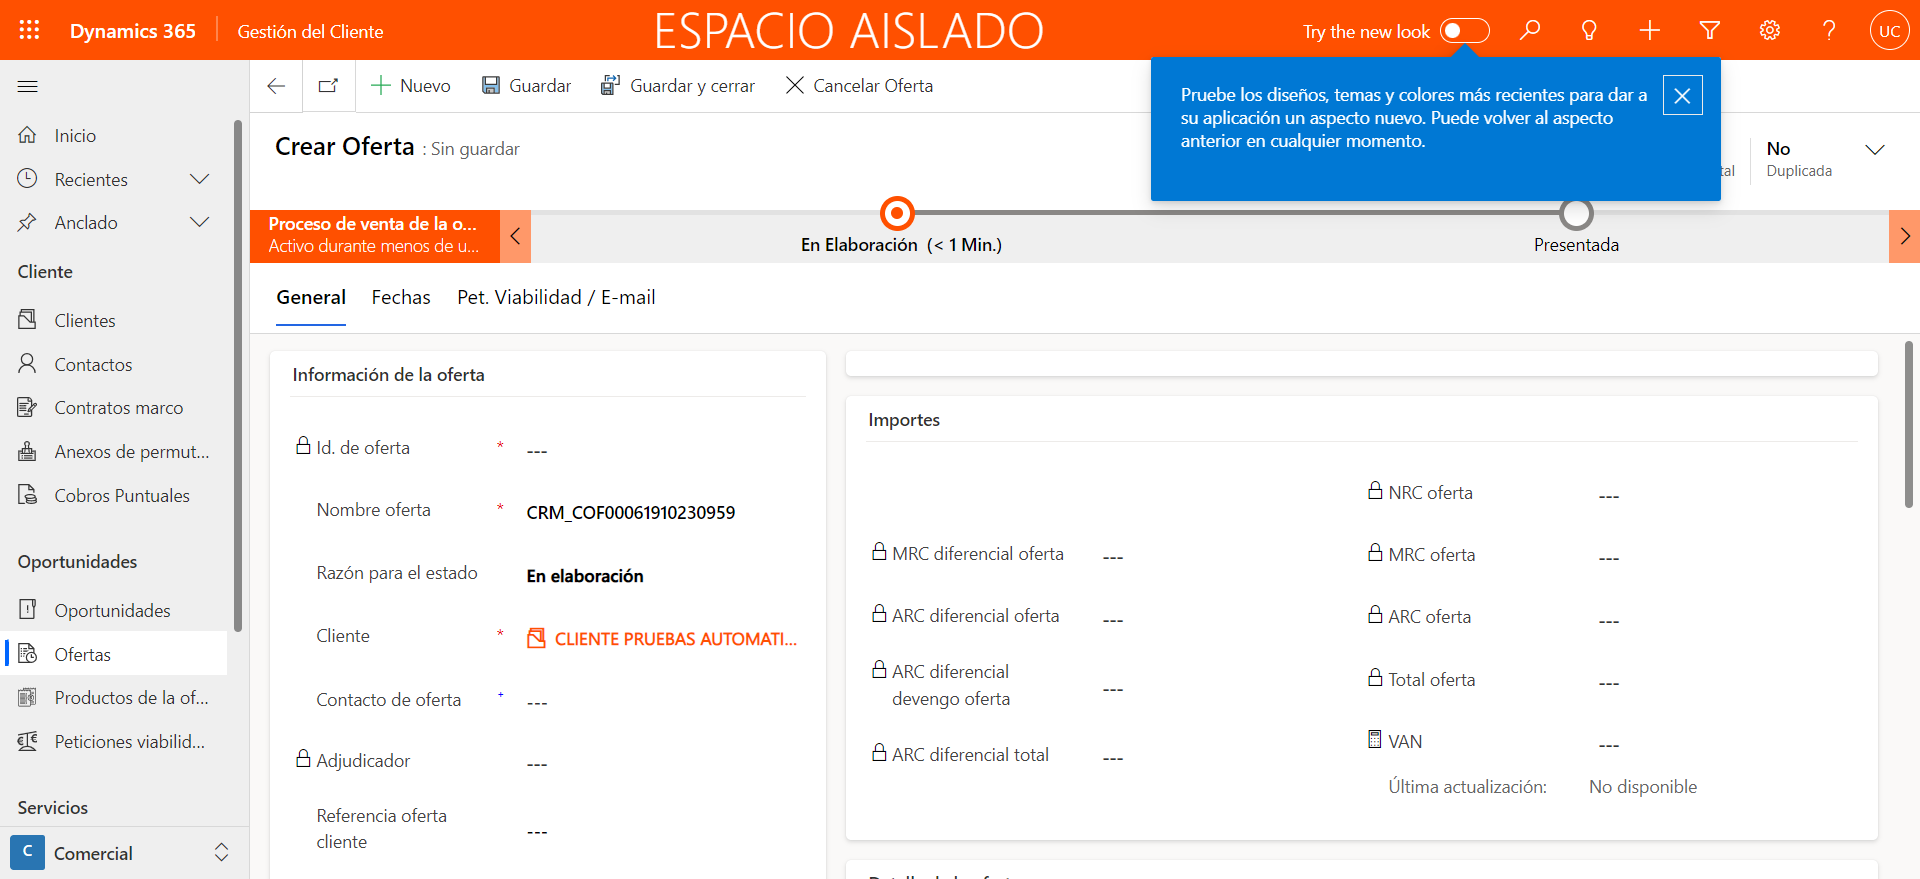 Dynamics 365
Gestión del Cliente
ESPACIO AISLADO
Try the new look
UC
Nuevo
Guardar
Guardar y cerrar
Cancelar Oferta
Pruebe los diseños, temas y colores más recientes para dar a
su aplicación un aspecto nuevo. Puede volver al aspecto
anterior en cualquier momento.
Crear Oferta : Sin guardar
No
Duplicada
Proceso de venta de la o...
Activo durante menos de u...
En Elaboración (< 1 Min.)
Presentada
General
Fechas
Pet. Viabilidad / E-mail
Inicio
Recientes
Anclado
Cliente
Clientes
Contactos
Contratos marco
Anexos de permut...
Cobros Puntuales
Oportunidades
Oportunidades
Ofertas
Productos de la of...
Peticiones viabilid...
Servicios
C
Comercial
Información de la oferta
Id. de oferta * ---
Nombre oferta * CRM_COF00061910230959
Razón para el estado En elaboración
Cliente * CLIENTE PRUEBAS AUTOMATI...
Contacto de oferta + ---
Adjudicador ---
Referencia oferta
cliente ---
Importes
MRC diferencial oferta ---
ARC diferencial oferta ---
ARC diferencial
devengo oferta ---
ARC diferencial total ---
NRC oferta ---
MRC oferta ---
ARC oferta ---
Total oferta ---
VAN ---
Última actualización: No disponible